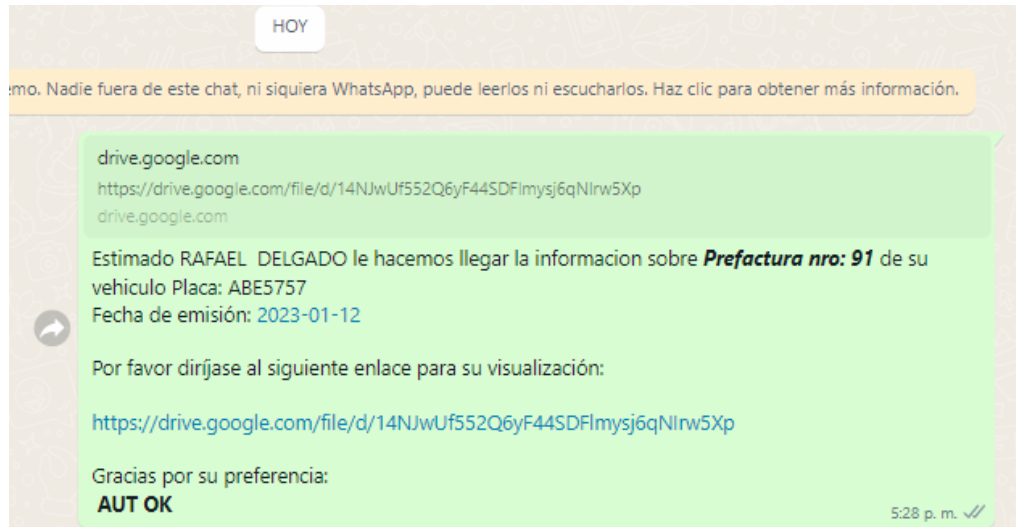 HOY
emo. Nadie fuera de este chat, ni siquiera WhatsApp, puede leerlos ni escucharlos. Haz clic para obtener más información.
drive.google.com
https://drive.google.com/file/d/14NJwUf552Q6yF44SDFlmysj6qNIrw5Xp
drive.google.com
Estimado RAFAEL  DELGADO le hacemos llegar la informacion sobre Prefactura nro: 91 de su
vehiculo Placa: ABE5757
Fecha de emisión: 2023-01-12
Por favor diríjase al siguiente enlace para su visualización:
https://drive.google.com/file/d/14NJwUf552Q6yF44SDFlmysj6qNIrw5Xp
Gracias por su preferencia:
AUT OK
5:28 p. m.